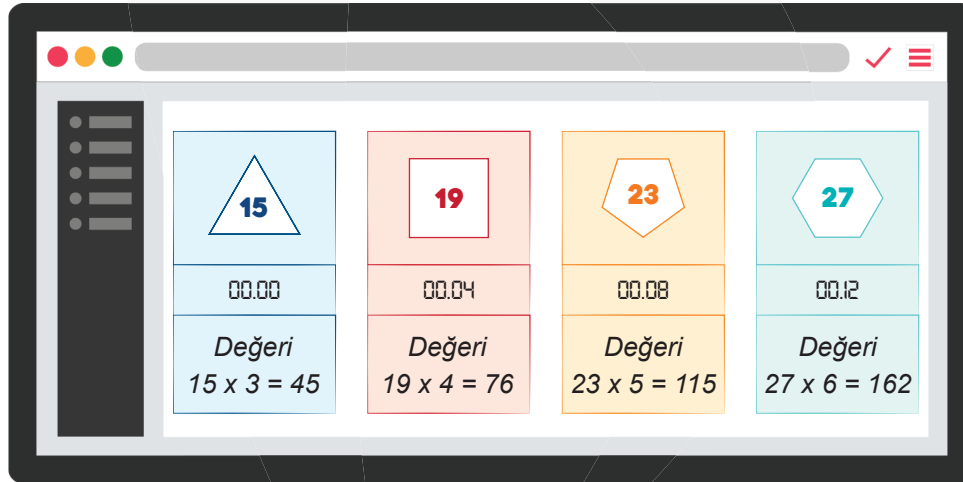 15
19
23
27
00.00
00.04
00.08
00.12
Değeri
15 x 3 = 45
Değeri
19 x 4 = 76
Değeri
23 x 5 = 115
Değeri
27 x 6 = 162